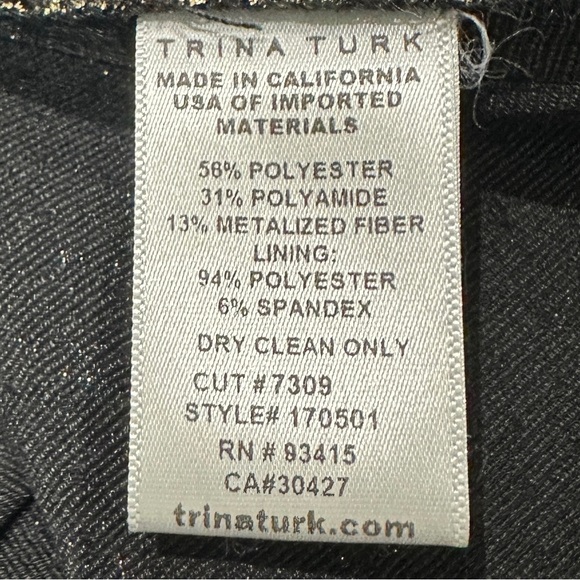 TRINA TURK
MADE IN CALIFORNIA
USA OF IMPORTED
MATERIALS
56% POLYESTER
31% POLYAMIDE
13% METALIZED FIBER
LINING:
94% POLYESTER
6% SPANDEX
DRY CLEAN ONLY
CUT #7309
STYLE# 170501
RN # 93415
CA#30427
trinaturk.com